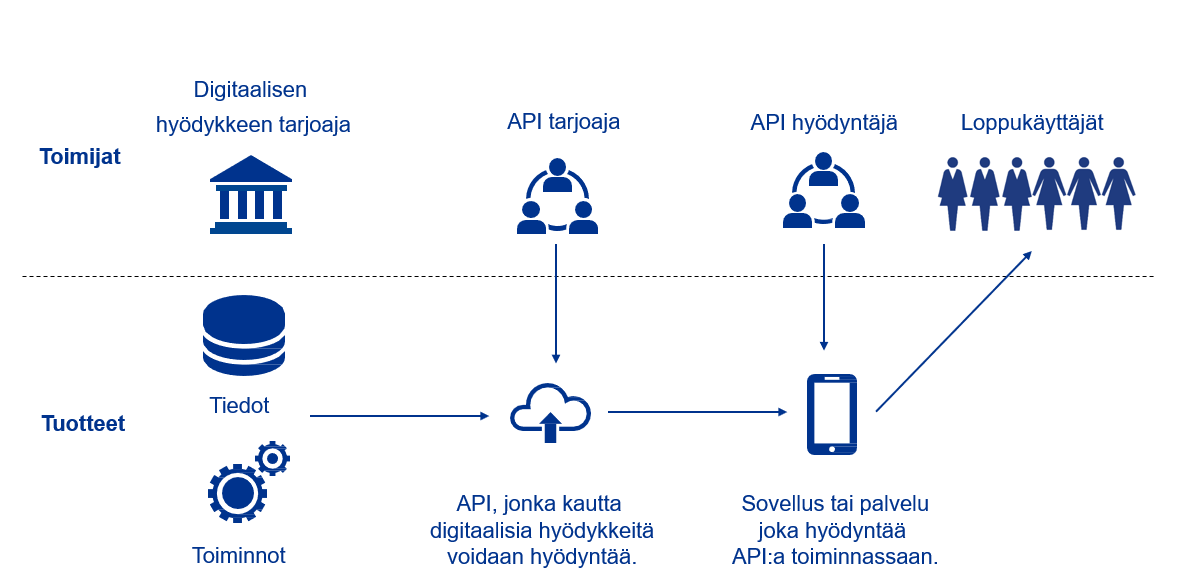 Digitaalisen
hyödykkeen tarjoaja
API tarjoaja
API hyödyntäjä
Loppukäyttäjät
Toimijat
Tiedot
Tuotteet
Toiminnot
API, jonka kautta
digitaalisia hyödykkeitä
voidaan hyödyntää.
Sovellus tai palvelu
joka hyödyntää
API:a toiminnassaan.